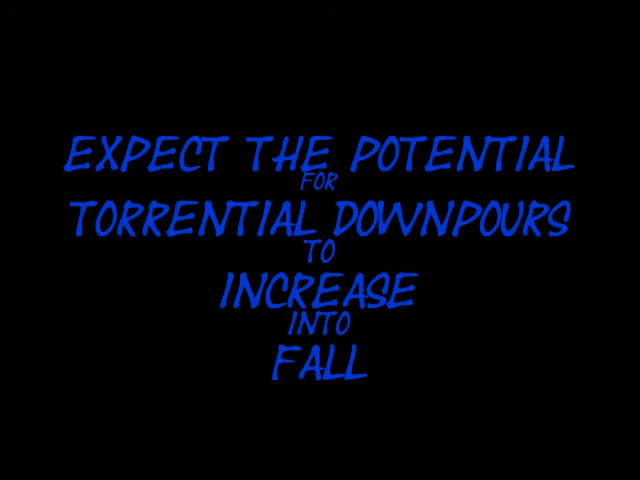 EXPECT THE POTENTIAL
FOR
TORRENTIAL DOWNPOURS
TO
INCREASE
INTO
FALL